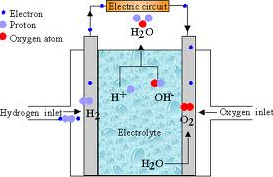 Electron
Proton
Oxygen atom
Electric circuit
H2O
Hydrogen inlet
H2
H+
OH-
Electrolyte
O2
Oxygen inlet
H2O